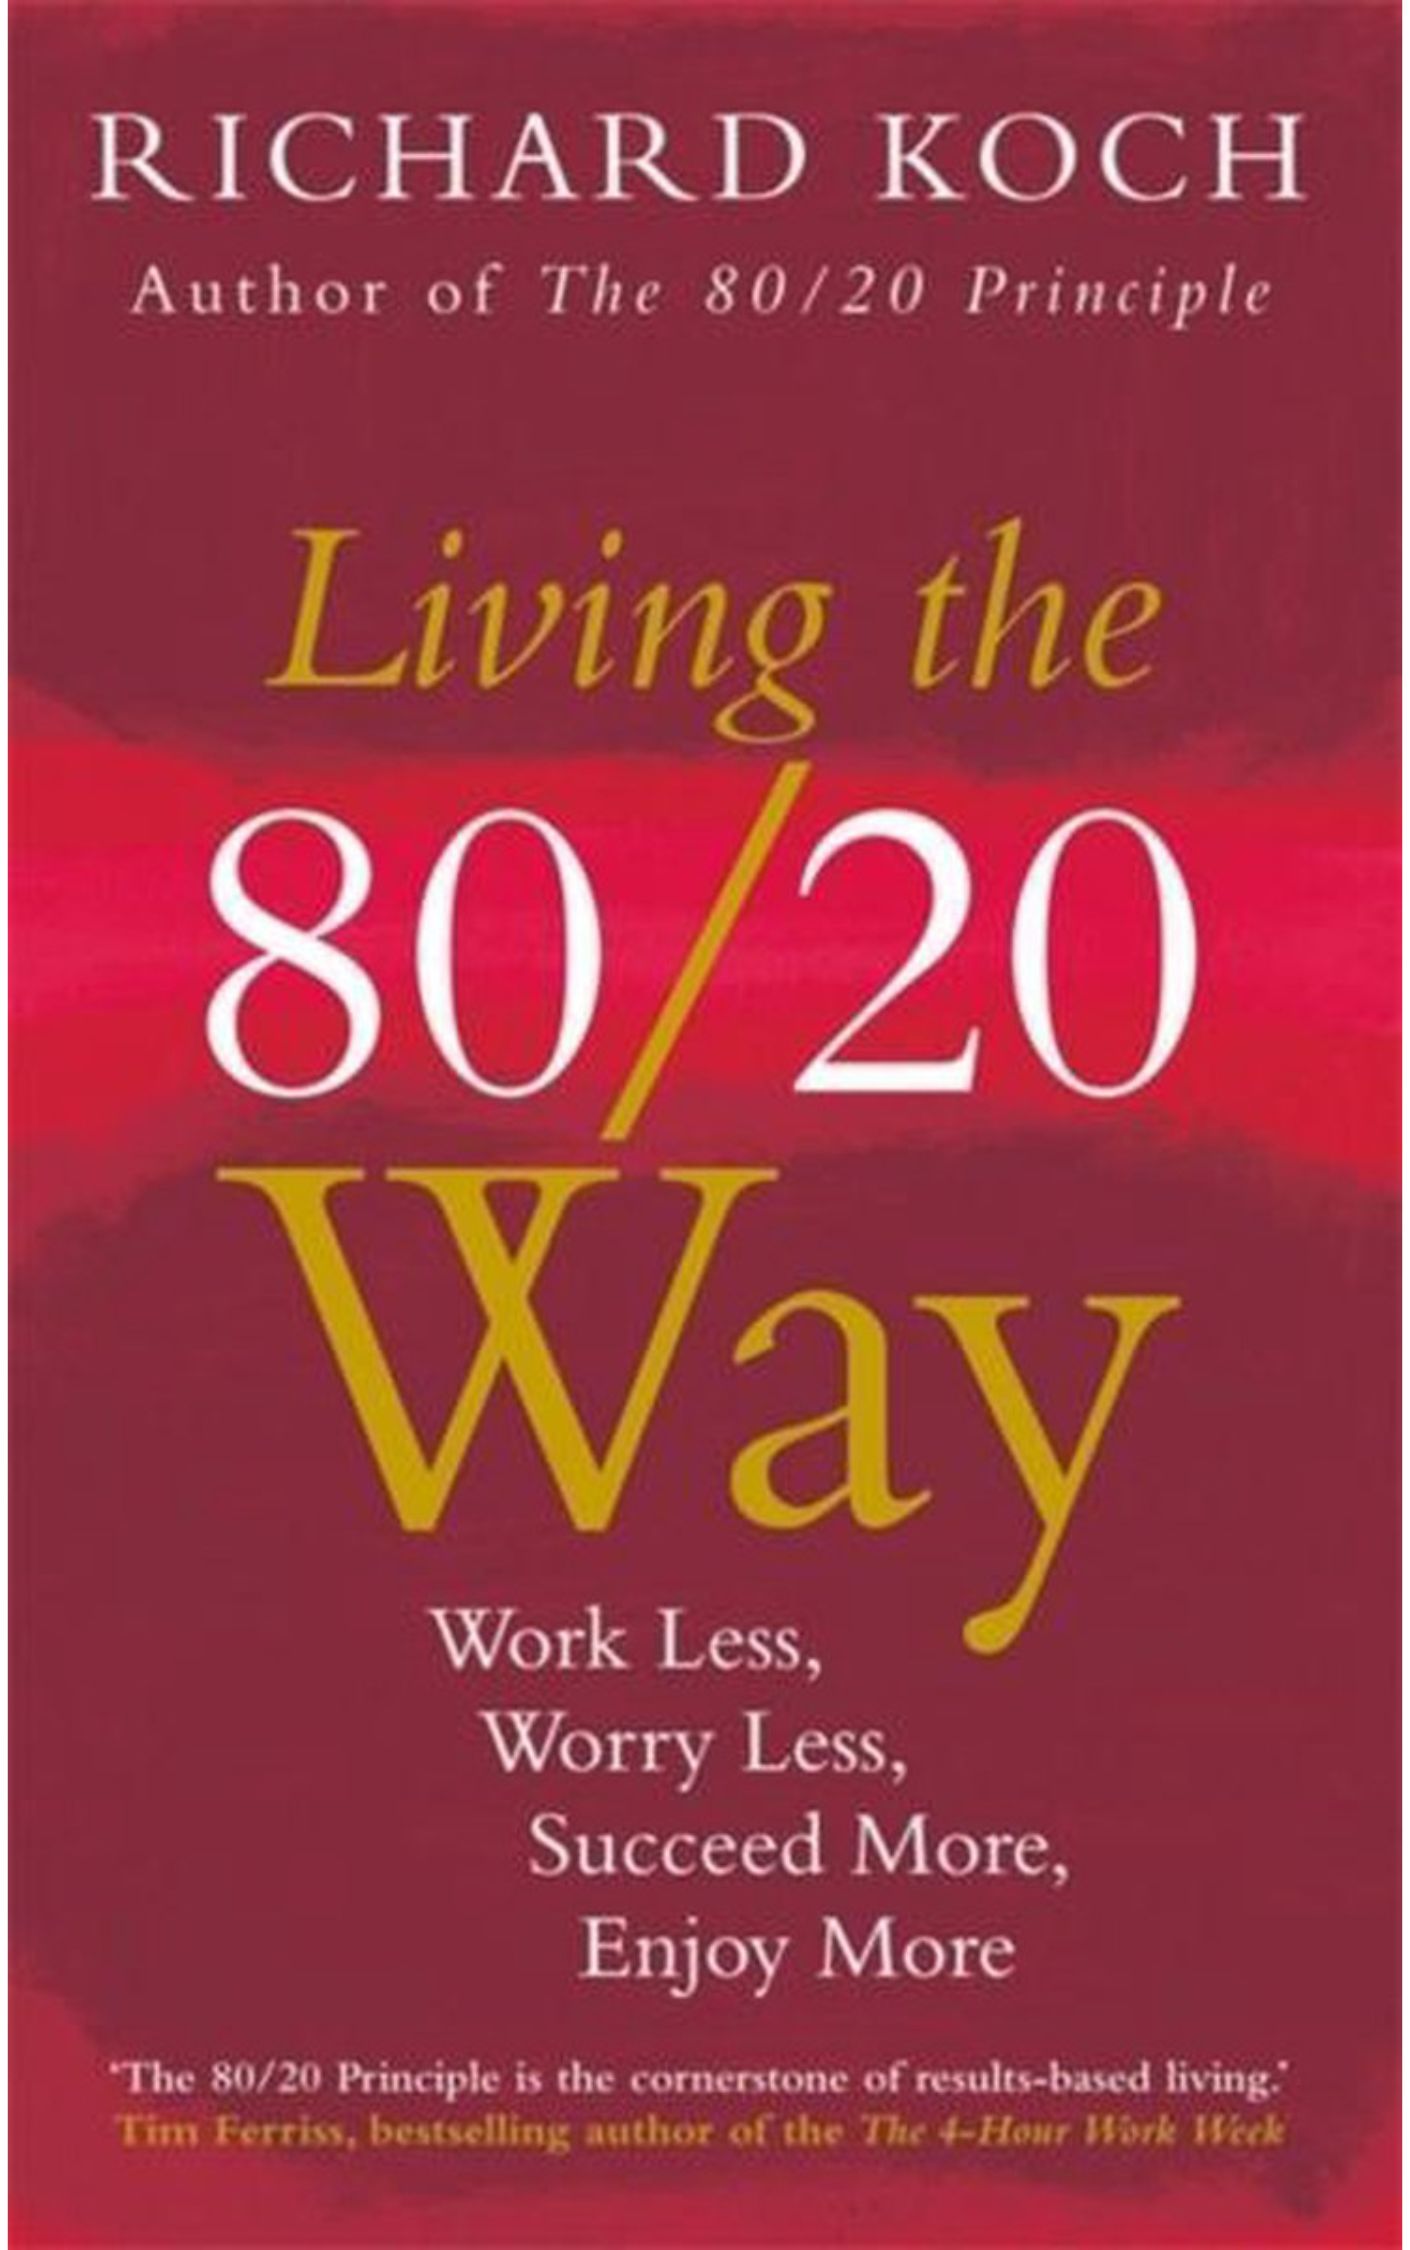 RICHARD KOCH
Author of The 80/20 Principle
Living the
80/20
Way
Work Less,
Worry Less,
Succeed More,
Enjoy More
'The 80/20 Principle is the cornerstone of results-based living.'
Tim Ferriss, bestselling author of the The 4-Hour Work Week